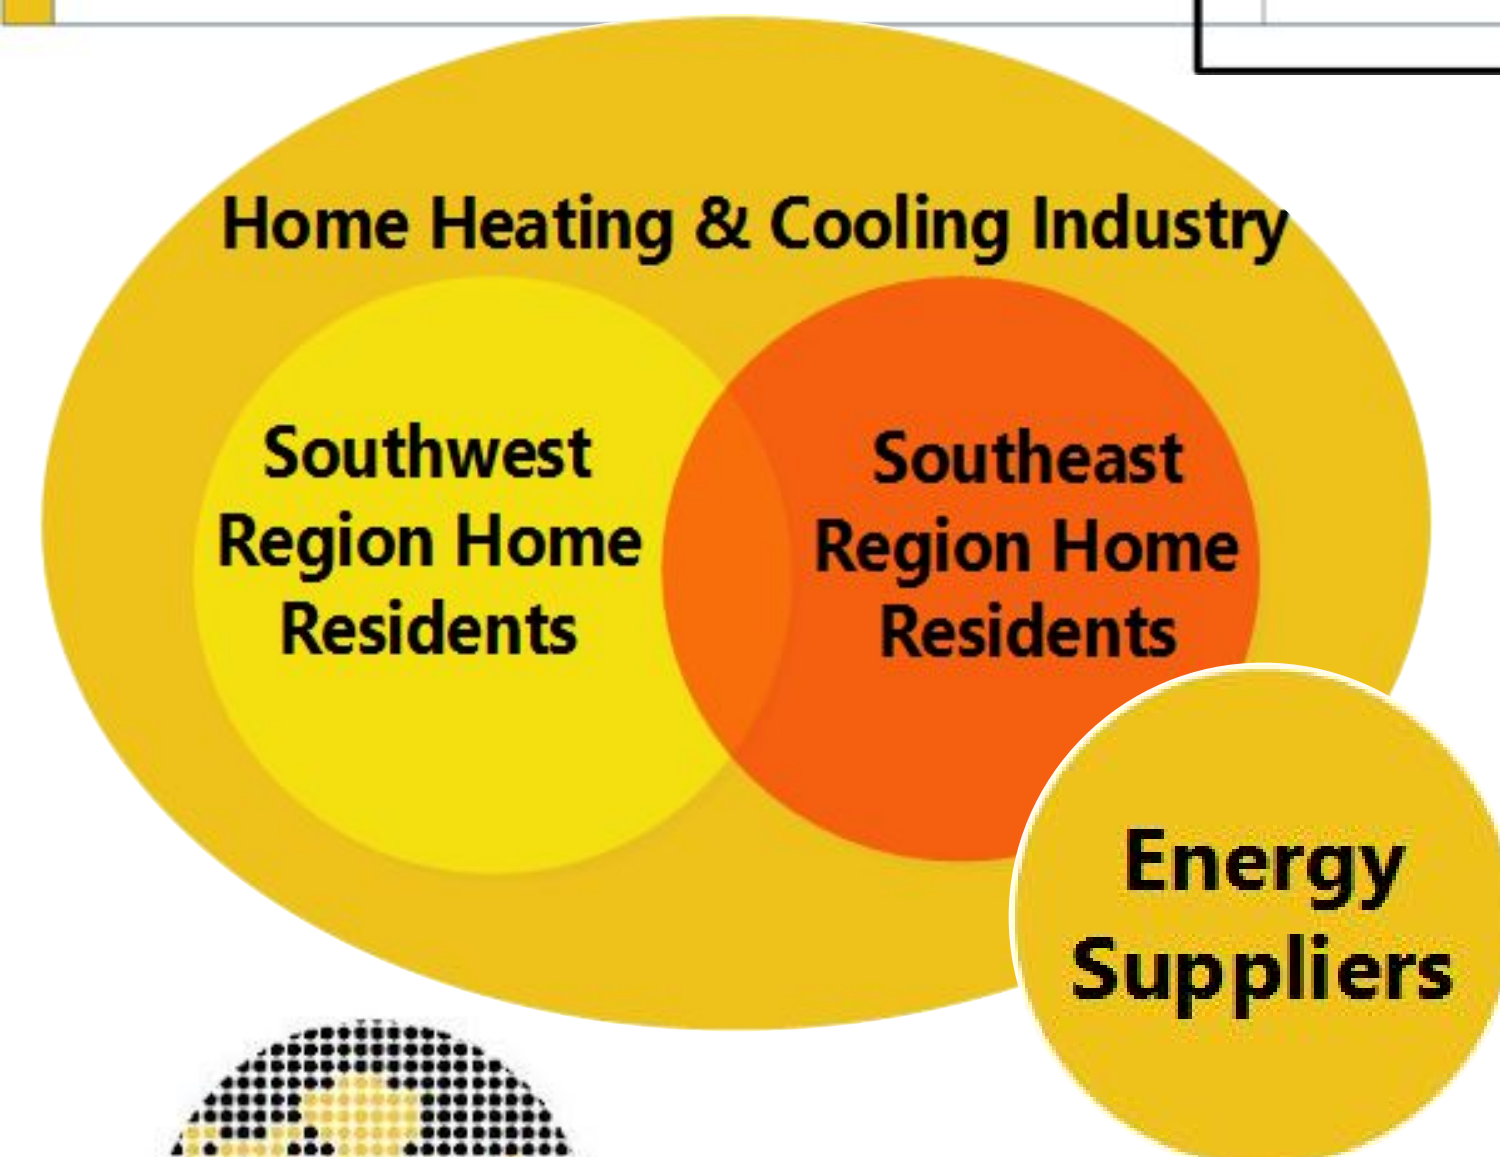 Home Heating & Cooling Industry
Southwest
Region Home
Residents
Southeast
Region Home
Residents
Energy
Suppliers